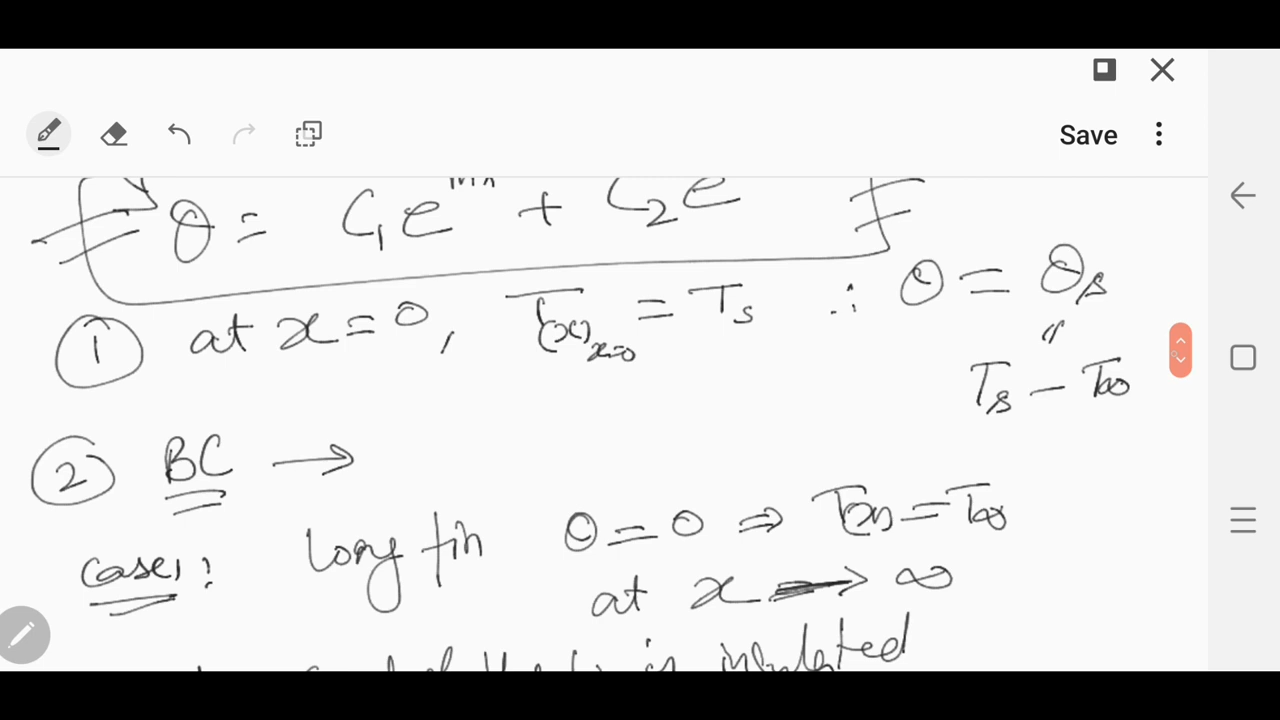 Save
θ = C₁e^mx + C₂e
① at x=0, T(x)x=0 = Ts ∴ θ = θs
〃
Ts – T∞
② BC →
Case1: long fin θ=0 ⇒ T(x)=T∞
at x → ∞
is insulated